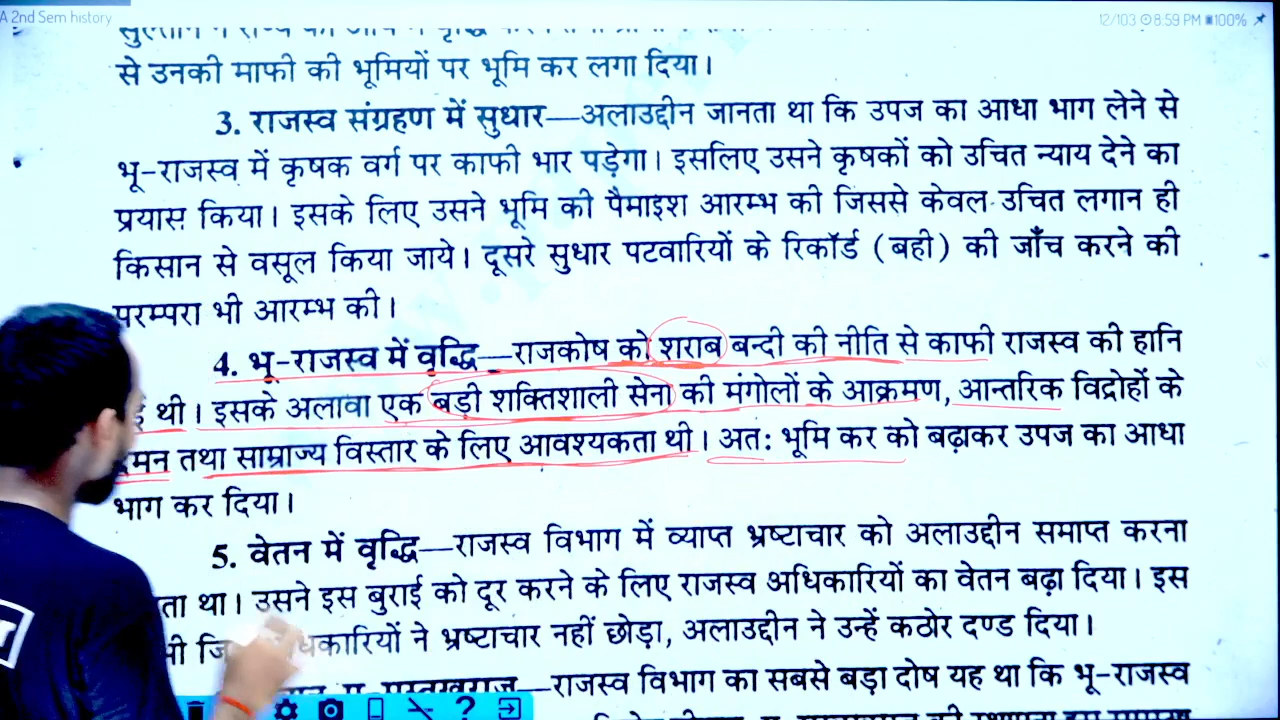 A 2nd Sem history
12/103 8:59 PM 100%
से उनकी माफी की भूमियों पर भूमि कर लगा दिया।
3. राजस्व संग्रहण में सुधार—अलाउद्दीन जानता था कि उपज का आधा भाग लेने से
भू-राजस्व में कृषक वर्ग पर काफी भार पड़ेगा। इसलिए उसने कृषकों को उचित न्याय देने का
प्रयास किया। इसके लिए उसने भूमि की पैमाइश आरम्भ की जिससे केवल उचित लगान ही
किसान से वसूल किया जाये। दूसरे सुधार पटवारियों के रिकॉर्ड (बही) की जाँच करने की
परम्परा भी आरम्भ की।
4. भू-राजस्व में वृद्धि—राजकोष को शराब बन्दी की नीति से काफी राजस्व की हानि
थी। इसके अलावा एक बड़ी शक्तिशाली सेना की मंगोलों के आक्रमण, आन्तरिक विद्रोहों के
तथा साम्राज्य विस्तार के लिए आवश्यकता थी। अतः भूमि कर को बढ़ाकर उपज का आधा
भाग कर दिया।
5. वेतन में वृद्धि—राजस्व विभाग में व्याप्त भ्रष्टाचार को अलाउद्दीन समाप्त करना
ता था। उसने इस बुराई को दूर करने के लिए राजस्व अधिकारियों का वेतन बढ़ा दिया। इस
धिकारियों ने भ्रष्टाचार नहीं छोड़ा, अलाउद्दीन ने उन्हें कठोर दण्ड दिया।
—राजस्व विभाग का सबसे बड़ा दोष यह था कि भू-राजस्व